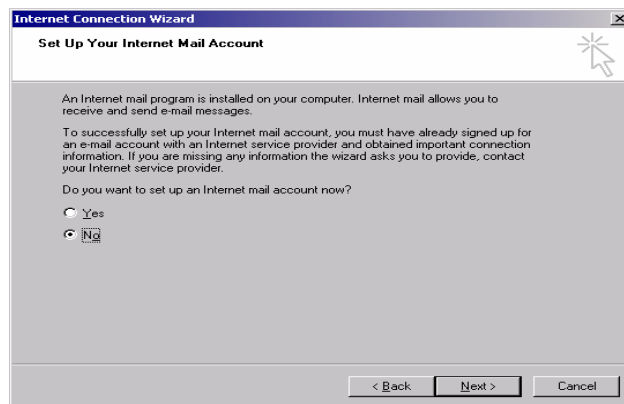 Internet Connection Wizard
Set Up Your Internet Mail Account
An Internet mail program is installed on your computer. Internet mail allows you to
receive and send e-mail messages.
To successfully set up your Internet mail account, you must have already signed up for
an e-mail account with an Internet service provider and obtained important connection
information. If you are missing any information the wizard asks you to provide, contact
your Internet service provider.
Do you want to set up an Internet mail account now?
Yes
No
< Back Next > Cancel